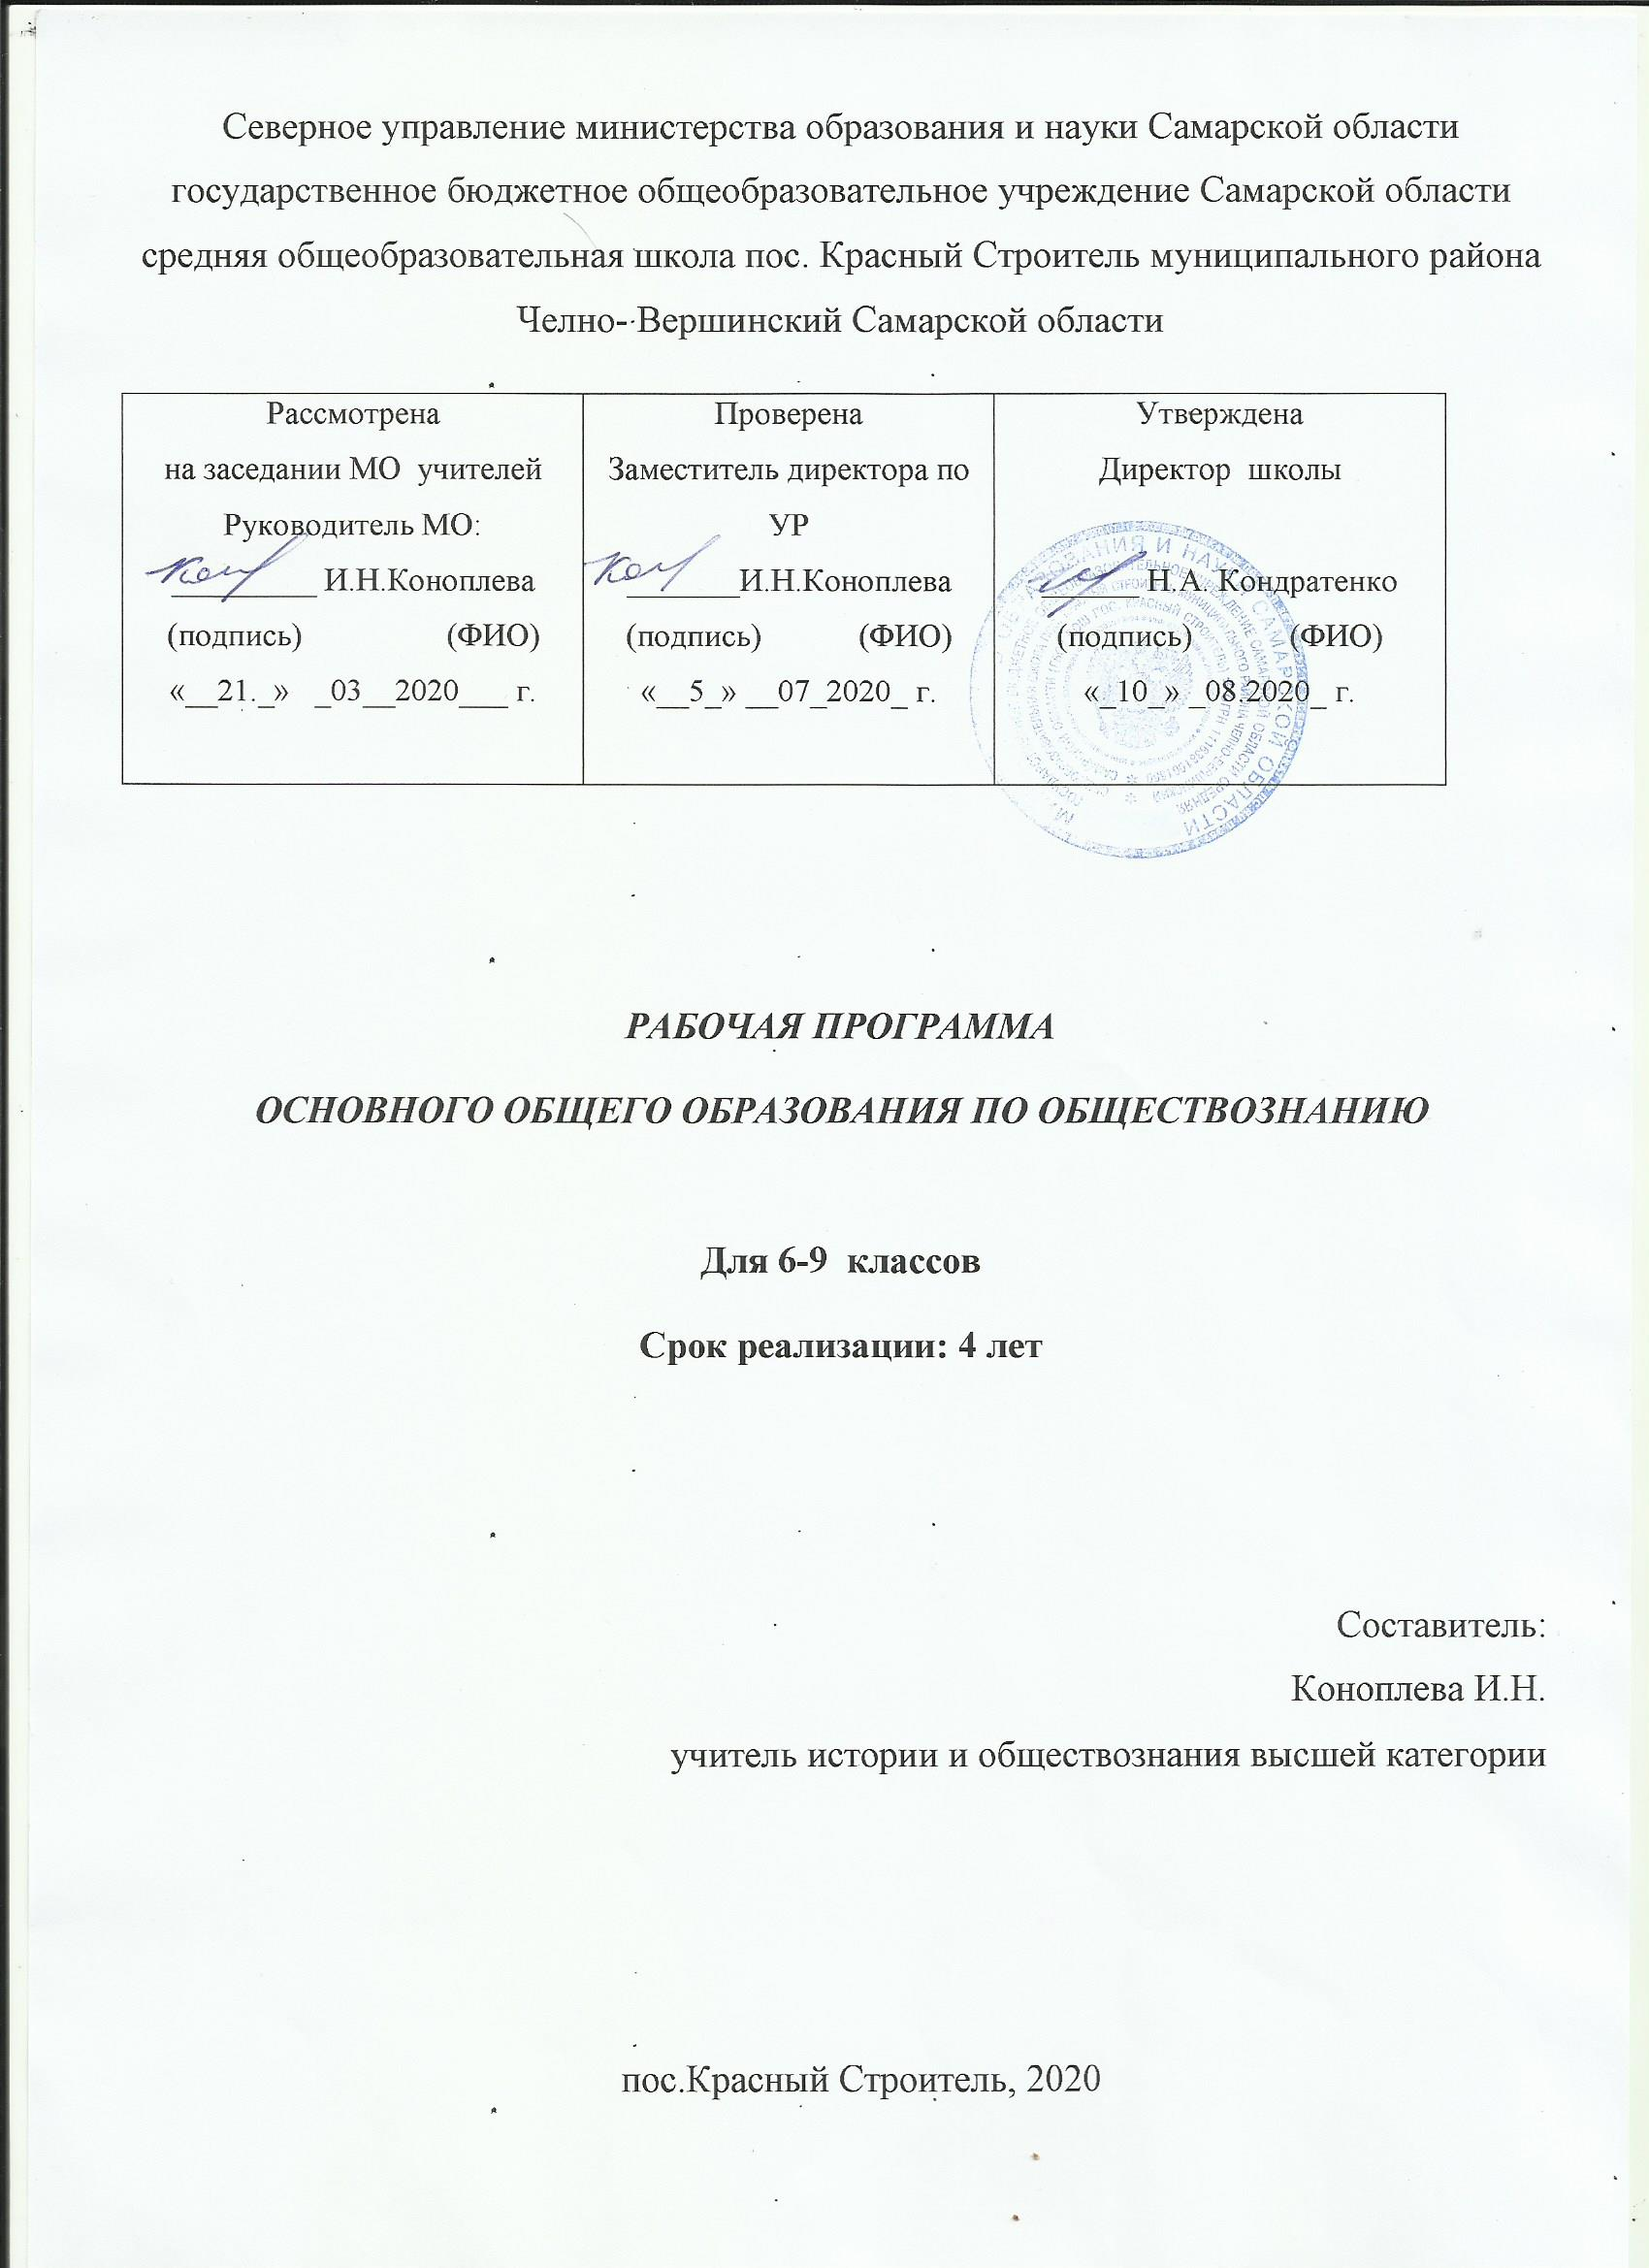 Северное управление министерства образования и науки Самарской области
государственное бюджетное общеобразовательное учреждение Самарской области
средняя общеобразовательная школа пос. Красный Строитель муниципального района
Челно- Вершинский Самарской области
Рассмотрена
на заседании МО учителей
Руководитель МО:
_________ И.Н.Коноплева
(подпись) (ФИО)
«__21._» _03__2020___ г.
Проверена
Заместитель директора по
УР
_______И.Н.Коноплева
(подпись) (ФИО)
«__5_» __07_2020_ г.
Утверждена
Директор школы
______ Н.А. Кондратенко
(подпись) (ФИО)
«_10_» _08.2020_ г.
РАБОЧАЯ ПРОГРАММА
ОСНОВНОГО ОБЩЕГО ОБРАЗОВАНИЯ ПО ОБЩЕСТВОЗНАНИЮ
Для 6-9 классов
Срок реализации: 4 лет
Составитель:
Коноплева И.Н.
учитель истории и обществознания высшей категории
пос.Красный Строитель, 2020